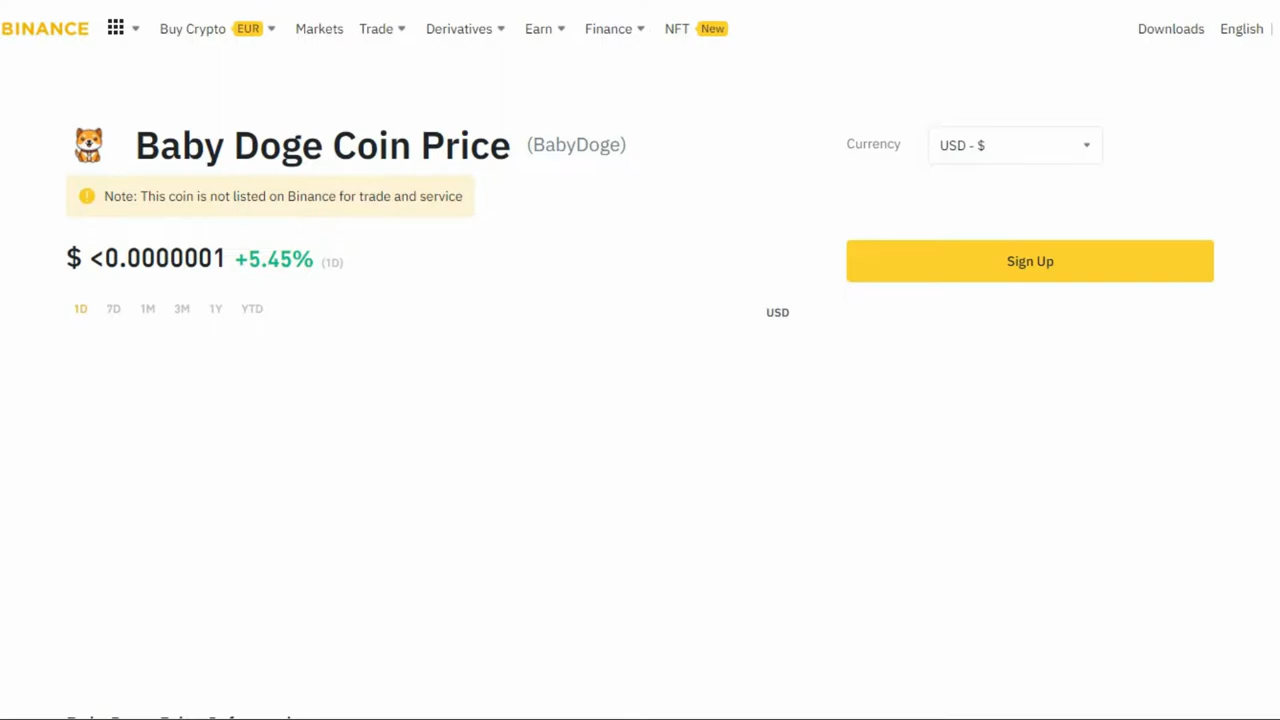 BINANCE Buy Crypto EUR Markets Trade Derivatives Earn Finance NFT New Downloads English
Baby Doge Coin Price (BabyDoge) Currency USD - $
Note: This coin is not listed on Binance for trade and service
$ <0.0000001 +5.45% (1D) Sign Up
1D 7D 1M 3M 1Y YTD USD